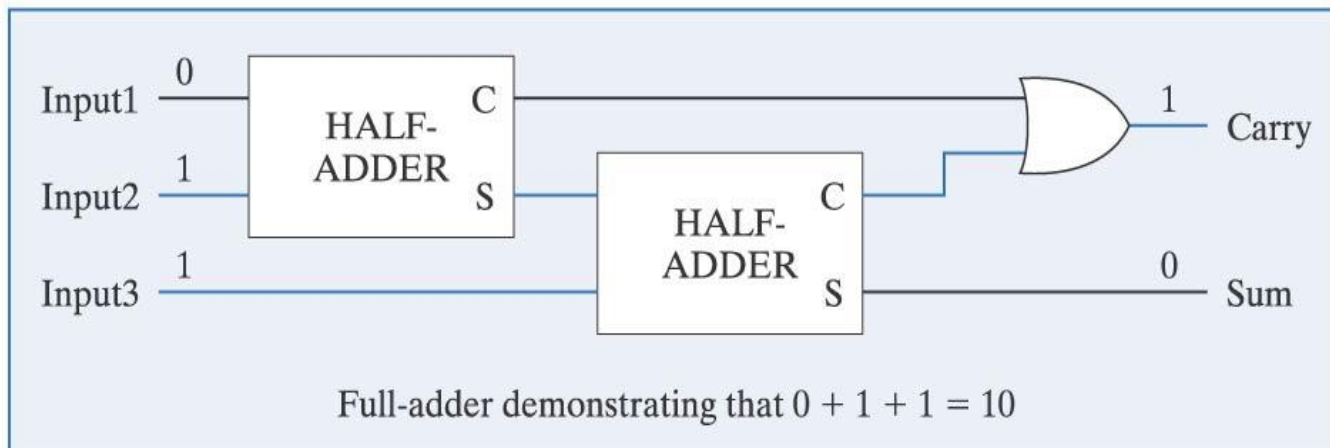 0
Input1
HALF-
ADDER
C
1
Carry
1
Input2
S
HALF-
ADDER
C
1
Input3
S
0
Sum
Full-adder demonstrating that 0 + 1 + 1 = 10